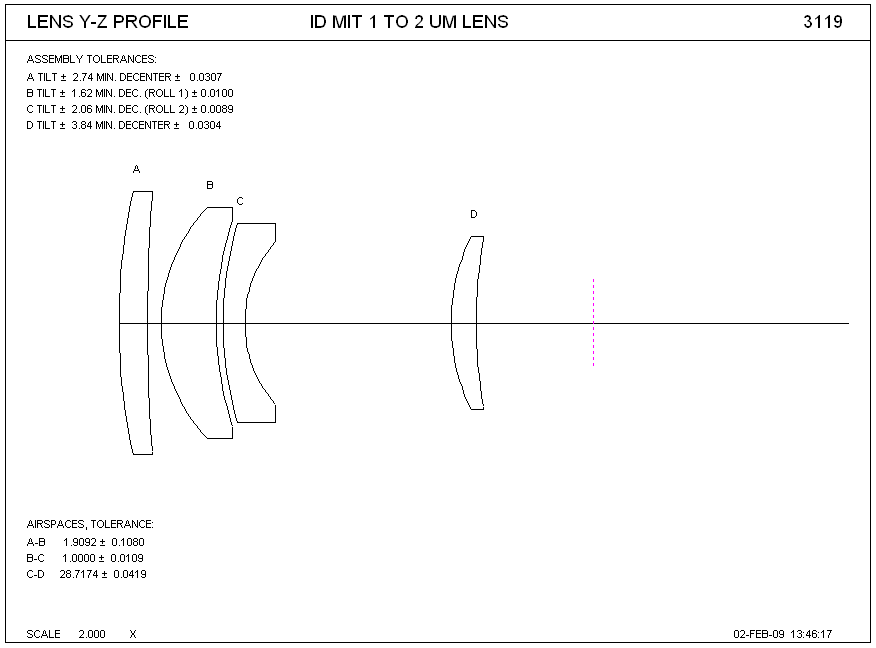 LENS Y-Z PROFILE ID MIT 1 TO 2 UM LENS 3119
ASSEMBLY TOLERANCES:
A TILT ± 2.74 MIN. DECENTER ± 0.0307
B TILT ± 1.62 MIN. DEC. (ROLL 1) ± 0.0100
C TILT ± 2.06 MIN. DEC. (ROLL 2) ± 0.0089
D TILT ± 3.84 MIN. DECENTER ± 0.0304
A
B
C
D
AIRSPACES, TOLERANCE:
A-B 1.9092 ± 0.1080
B-C 1.0000 ± 0.0109
C-D 28.7174 ± 0.0419
SCALE 2.000 X 02-FEB-09 13:46:17